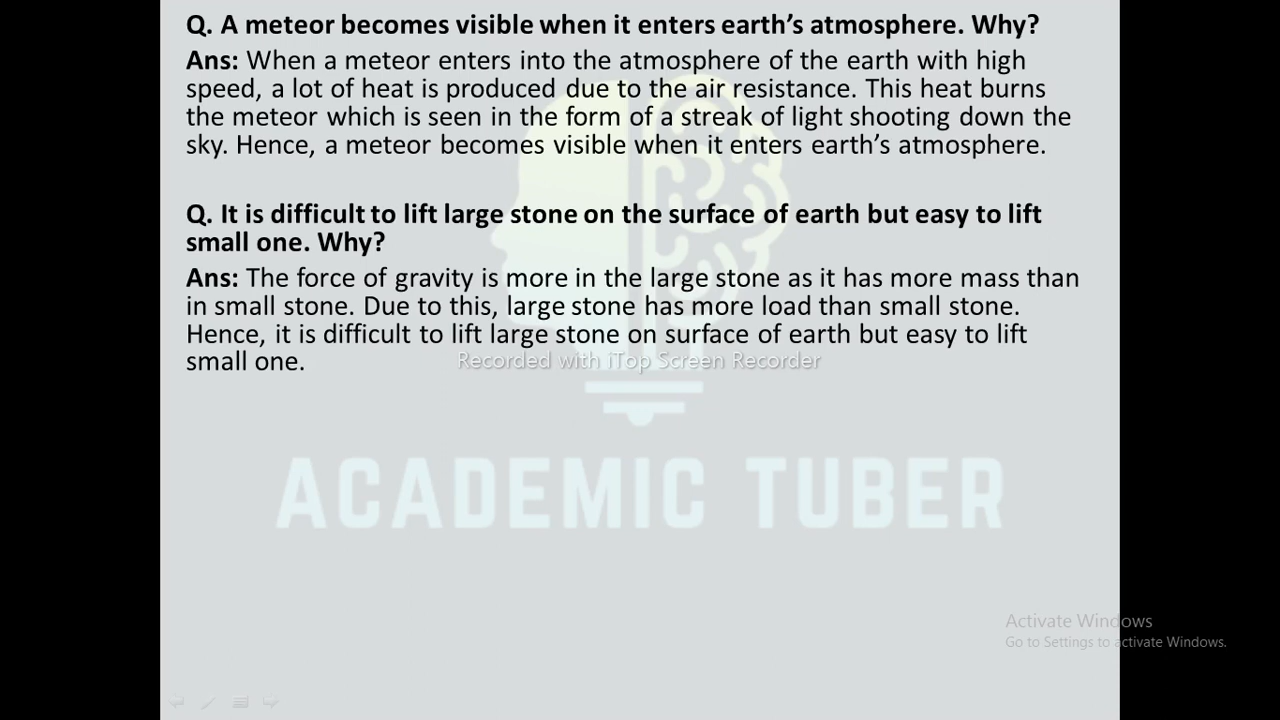 Q. A meteor becomes visible when it enters earth’s atmosphere. Why?
Ans: When a meteor enters into the atmosphere of the earth with high
speed, a lot of heat is produced due to the air resistance. This heat burns
the meteor which is seen in the form of a streak of light shooting down the
sky. Hence, a meteor becomes visible when it enters earth’s atmosphere.
Q. It is difficult to lift large stone on the surface of earth but easy to lift
small one. Why?
Ans: The force of gravity is more in the large stone as it has more mass than
in small stone. Due to this, large stone has more load than small stone.
Hence, it is difficult to lift large stone on surface of earth but easy to lift
small one.
Recorded with iTop Screen Recorder
ACADEMIC TUBER
Activate Windows
Go to Settings to activate Windows.